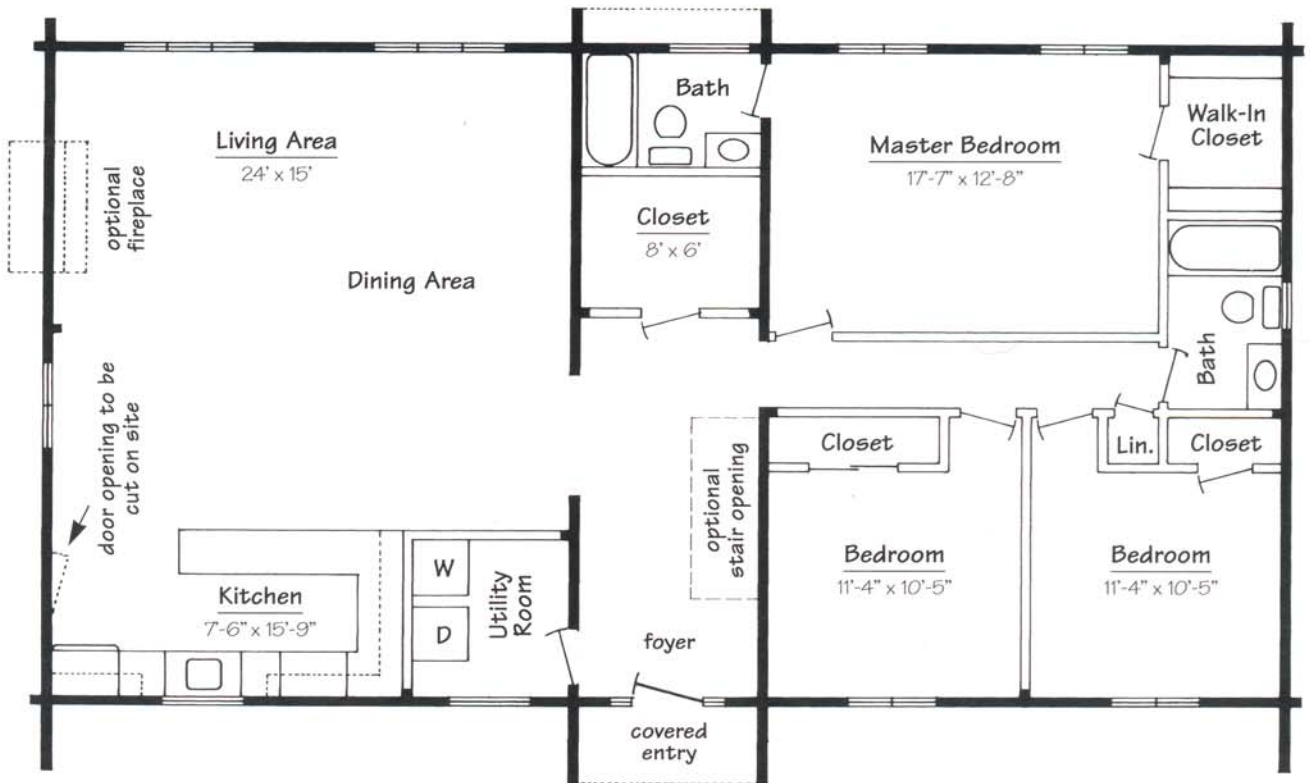 Living Area
24' x 15'
optional
fireplace
Dining Area
door opening to be
cut on site
Bath
Closet
8' x 6'
Master Bedroom
17'-7" x 12'-8"
Walk-In
Closet
Bath
Closet
Lin.
Closet
optional
stair opening
Kitchen
7'-6" x 15'-9"
W
D
Utility
Room
foyer
covered
entry
Bedroom
11'-4" x 10'-5"
Bedroom
11'-4" x 10'-5"